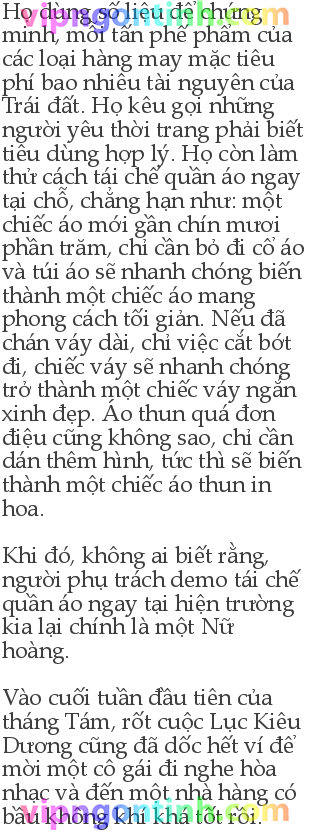 Họ dùng số liệu để chứng
minh, mỗi tấn phế phẩm của
các loại hàng may mặc tiêu
phí bao nhiêu tài nguyên của
Trái đất. Họ kêu gọi những
người yêu thời trang phải biết
tiêu dùng hợp lý. Họ còn làm
thử cách tái chế quần áo ngay
tại chỗ, chẳng hạn như: một
chiếc áo mới gần chín mươi
phần trăm, chỉ cần bỏ đi cổ áo
và túi áo sẽ nhanh chóng biến
thành một chiếc áo mang
phong cách tối giản. Nếu đã
chán váy dài, chỉ việc cắt bớt
đi, chiếc váy sẽ nhanh chóng
trở thành một chiếc váy ngắn
xinh đẹp. Áo thun quá đơn
điệu cũng không sao, chỉ cần
dán thêm hình, tức thì sẽ biến
thành một chiếc áo thun in
hoa.
Khi đó, không ai biết rằng,
người phụ trách demo tái chế
quần áo ngay tại hiện trường
kia lại chính là một Nữ
hoàng.
Vào cuối tuần đầu tiên của
tháng Tám, rốt cuộc Lục Kiêu
Dương cũng đã dốc hết ví để
mời một cô gái đi nghe hòa
nhạc và đến một nhà hàng có
bầu không khí khá tốt rồi
vipngontinh.com
vipngontinh.com